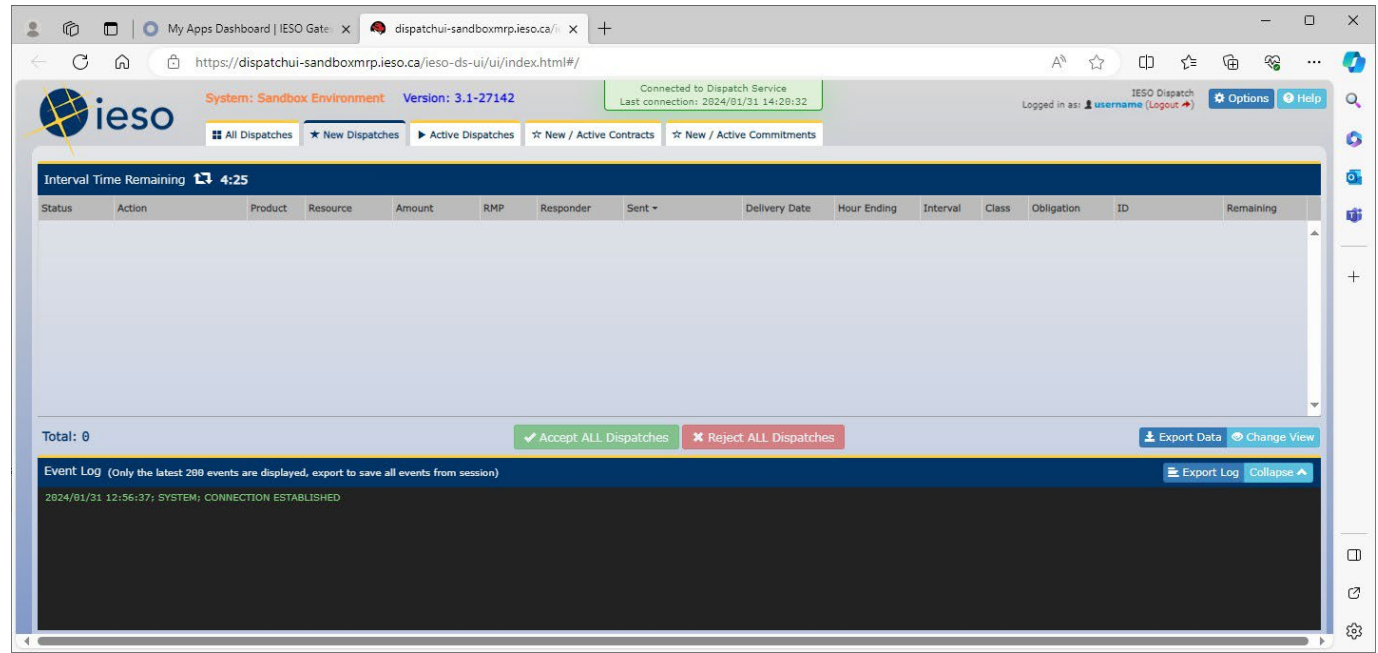 My Apps Dashboard | IESO Gate
dispatchui-sandboxmrp.ieso.ca/i
https://dispatchui-sandboxmrp.ieso.ca/ieso-ds-ui/ui/index.html#/
ieso
System: Sandbox Environment Version: 3.1-27142
Connected to Dispatch Service
Last connection: 2024/01/31 14:20:32
IESO Dispatch
Logged in as: username (Logout)
Options
Help
All Dispatches
New Dispatches
Active Dispatches
New / Active Contracts
New / Active Commitments
Interval Time Remaining 4:25
Status Action Product Resource Amount RMP Responder Sent Delivery Date Hour Ending Interval Class Obligation ID Remaining
Total: 0
Accept ALL Dispatches
Reject ALL Dispatches
Export Data
Change View
Event Log (Only the latest 200 events are displayed, export to save all events from session)
Export Log
Collapse
2024/01/31 12:56:37; SYSTEM; CONNECTION ESTABLISHED